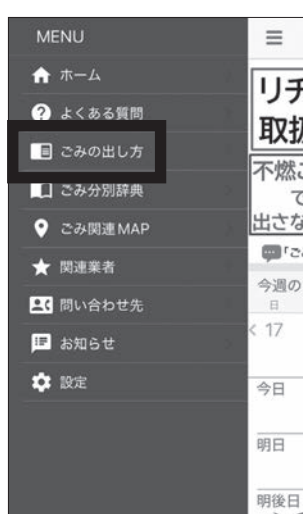 MENU
ホーム
よくある質問
ごみの出し方
ごみ分別辞典
ごみ関連MAP
関連業者
問い合わせ先
お知らせ
設定
リチ
取扱
不燃ご
て
出さな
「ご
今週の
日
< 17
今日
明日
明後日